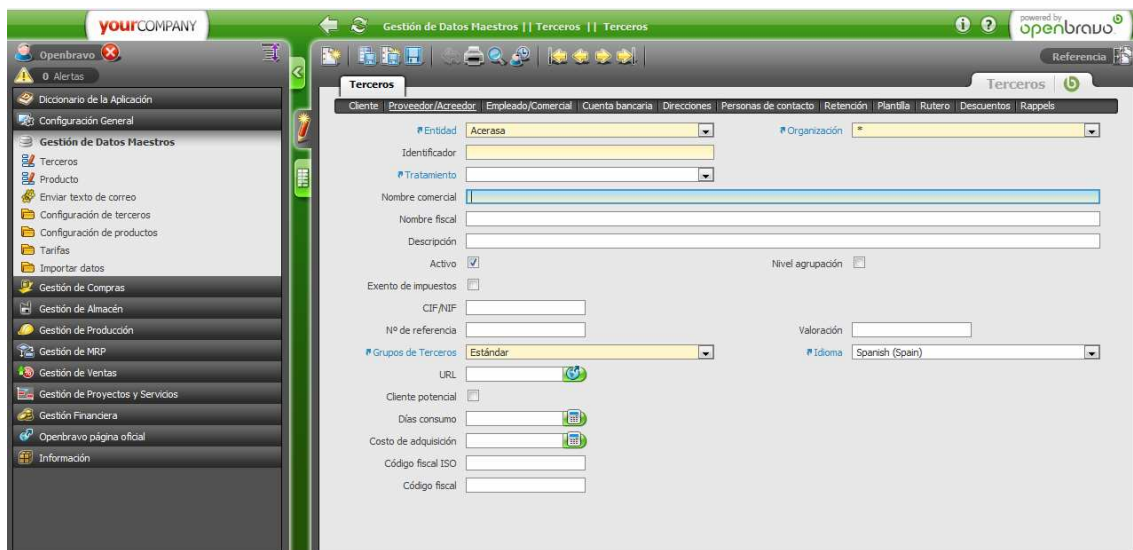 yourCOMPANY
Gestión de Datos Maestros || Terceros || Terceros
powered by
openbravo
Openbravo
0 Alertas
Referencia
Diccionario de la Aplicación
Configuración General
Gestión de Datos Maestros
Terceros
Producto
Enviar texto de correo
Configuración de terceros
Configuración de productos
Tarifas
Importar datos
Gestión de Compras
Gestión de Almacén
Gestión de Producción
Gestión de MRP
Gestión de Ventas
Gestión de Proyectos y Servicios
Gestión Financiera
Openbravo página oficial
Información
Terceros
Terceros
Cliente Proveedor/Acreedor Empleado/Comercial Cuenta bancaria Direcciones Personas de contacto Retención Plantilla Rutero Descuentos Rappels
Entidad Acerasa Organización *
Identificador
Tratamiento
Nombre comercial
Nombre fiscal
Descripción
Activo Nivel agrupación
Exento de impuestos
CIF/NIF
Nº de referencia Valoración
Grupos de Terceros Estándar Idioma Spanish (Spain)
URL
Cliente potencial
Días consumo
Costo de adquisición
Código fiscal ISO
Código fiscal